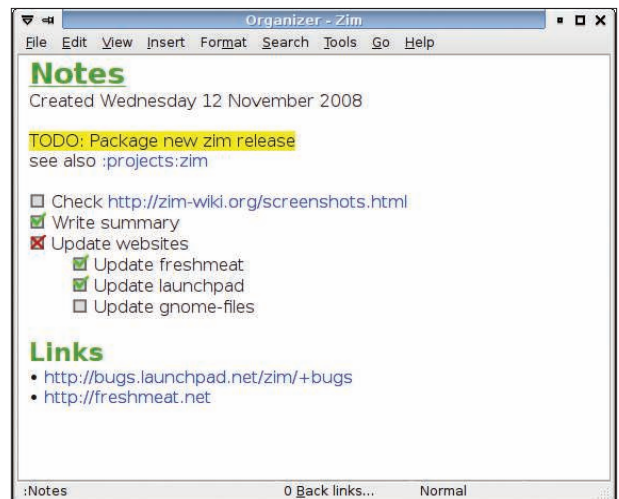 Organizer - Zim
File Edit View Insert Format Search Tools Go Help
Notes
Created Wednesday 12 November 2008
TODO: Package new zim release
see also :projects:zim
Check http://zim-wiki.org/screenshots.html
Write summary
Update websites
Update freshmeat
Update launchpad
Update gnome-files
Links
• http://bugs.launchpad.net/zim/+bugs
• http://freshmeat.net
:Notes 0 Back links... Normal